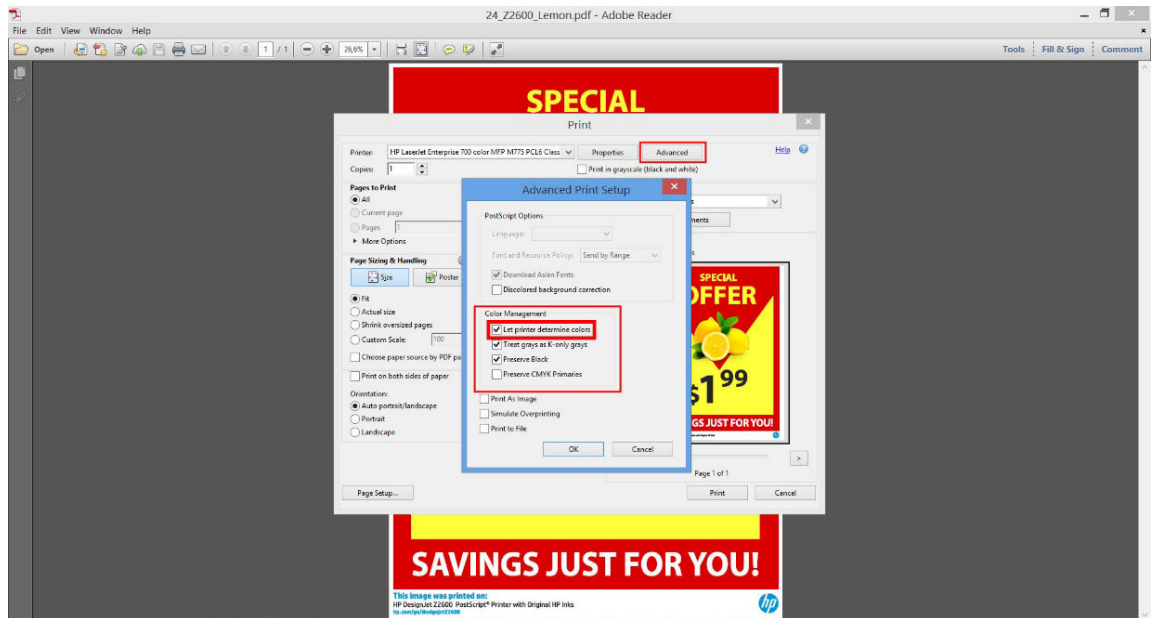 24_Z2600_Lemon.pdf - Adobe Reader
File Edit View Window Help
Open 1 / 1 26,6% Tools Fill & Sign Comment
SPECIAL
Print
Printer: HP LaserJet Enterprise 700 color MFP M775 PCL6 Class Properties Advanced Help
Copies: 1 Print in grayscale (black and white)
Pages to Print
All
Current page
Pages 1
More Options
Page Sizing & Handling
Size Poster
Fit
Actual size
Shrink oversized pages
Custom Scale: 100
Choose paper source by PDF pa
Print on both sides of paper
Orientation:
Auto portrait/landscape
Portrait
Landscape
Advanced Print Setup
PostScript Options
Language:
Font and Resource Policy: Send by Range
Download Asian Fonts
Discolored background correction
Color Management
Let printer determine colors
Treat grays as K-only grays
Preserve Black
Preserve CMYK Primaries
Print As Image
Simulate Overprinting
Print to File
OK Cancel
s
ments
s
SPECIAL
OFFER
$1 99
GS JUST FOR YOU!
>
Page 1 of 1
Page Setup... Print Cancel
SAVINGS JUST FOR YOU!
This image was printed on:
HP DesignJet Z2600 PostScript® Printer with Original HP Inks
hp.com/go/designjetZ2600
hp